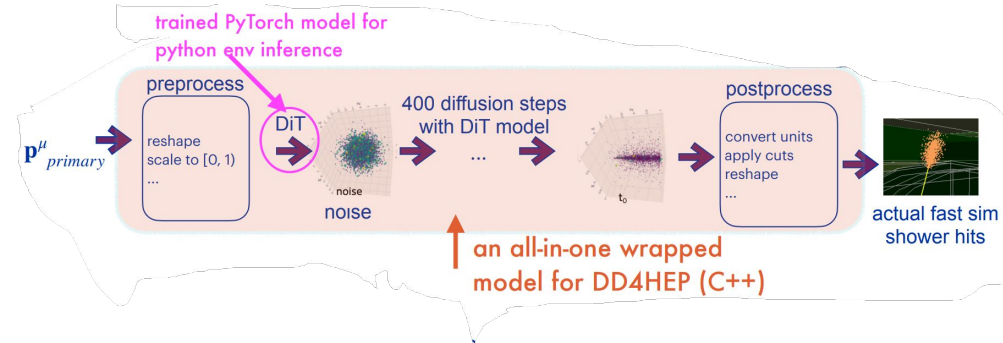 trained PyTorch model for
python env inference
preprocess
reshape
scale to [0, 1)
...
p^μ_primary
DiT
noise
noise
400 diffusion steps
with DiT model
...
t₀
postprocess
convert units
apply cuts
reshape
...
actual fast sim
shower hits
an all-in-one wrapped
model for DD4HEP (C++)